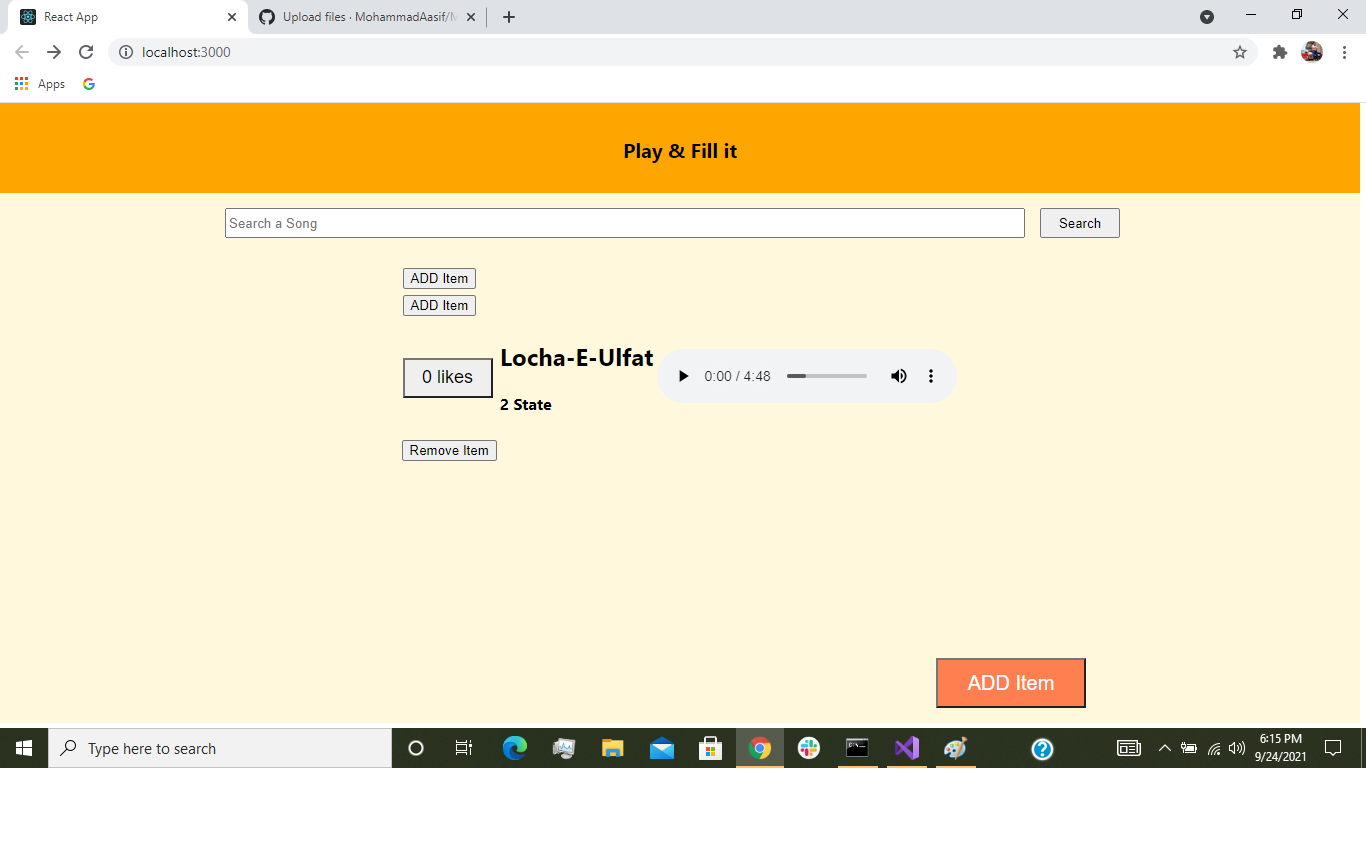 React App
Upload files · MohammadAasif/M
localhost:3000
Apps
Play & Fill it
Search a Song
Search
ADD Item
ADD Item
0 likes
Locha-E-Ulfat
0:00 / 4:48
2 State
Remove Item
ADD Item
Type here to search
6:15 PM
9/24/2021